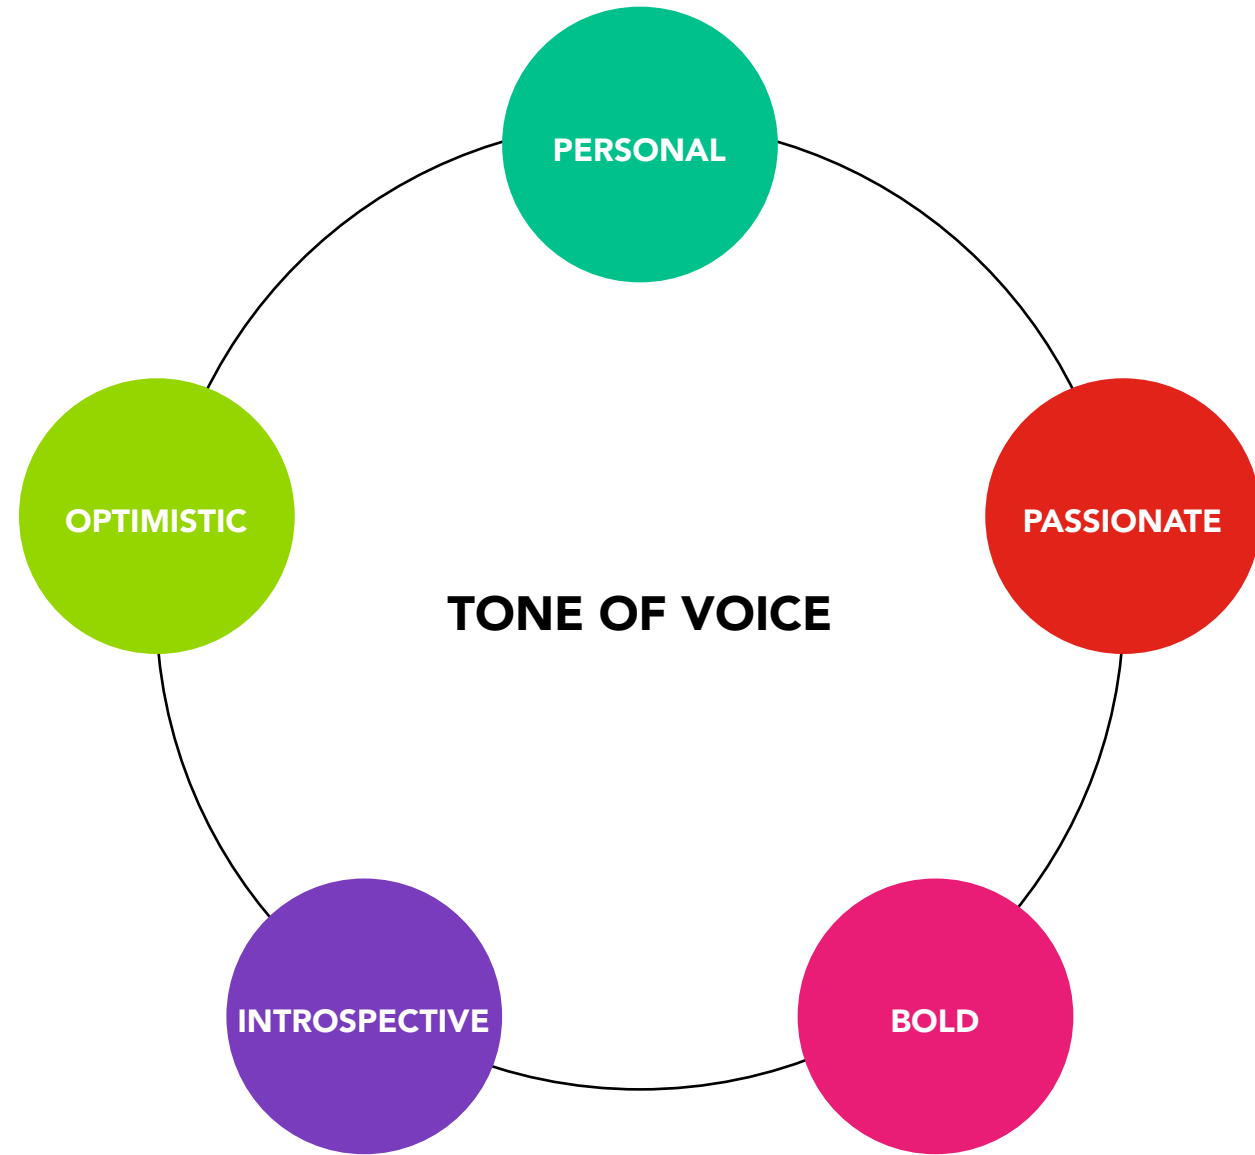 PERSONAL
OPTIMISTIC
PASSIONATE
TONE OF VOICE
INTROSPECTIVE
BOLD